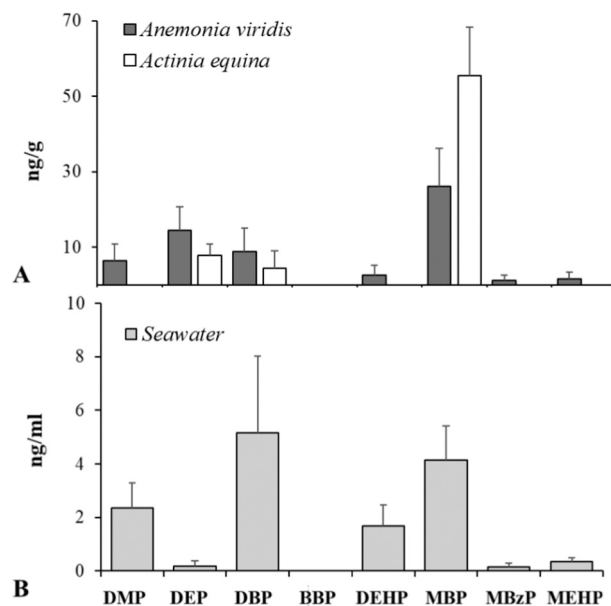 70
50
30
10
ng/g
Anemonia viridis
Actinia equina
A
10
8
6
4
2
0
ng/ml
Seawater
B
DMP DEP DBP BBP DEHP MBP MBzP MEHP